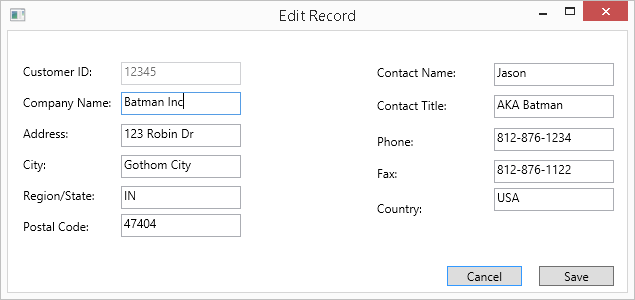 Edit Record
Customer ID: 12345
Company Name: Batman Inc
Address: 123 Robin Dr
City: Gothom City
Region/State: IN
Postal Code: 47404
Contact Name: Jason
Contact Title: AKA Batman
Phone: 812-876-1234
Fax: 812-876-1122
Country: USA
Cancel
Save